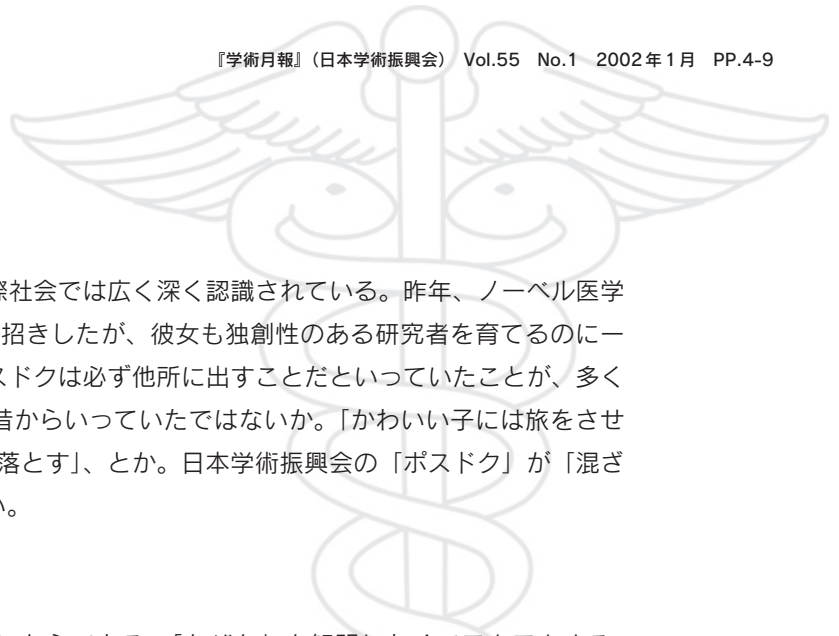 『学術月報』（日本学術振興会） Vol.55　No.1　2002年1月　PP.4-9
際社会では広く深く認識されている。昨年、ノーベル医学
招きしたが、彼女も独創性のある研究者を育てるのに一
スドクは必ず他所に出すことだといっていたことが、多く
昔からいっていたではないか。「かわいい子には旅をさせ
落とす」、とか。日本学術振興会の「ポスドク」が「混ざ
い。